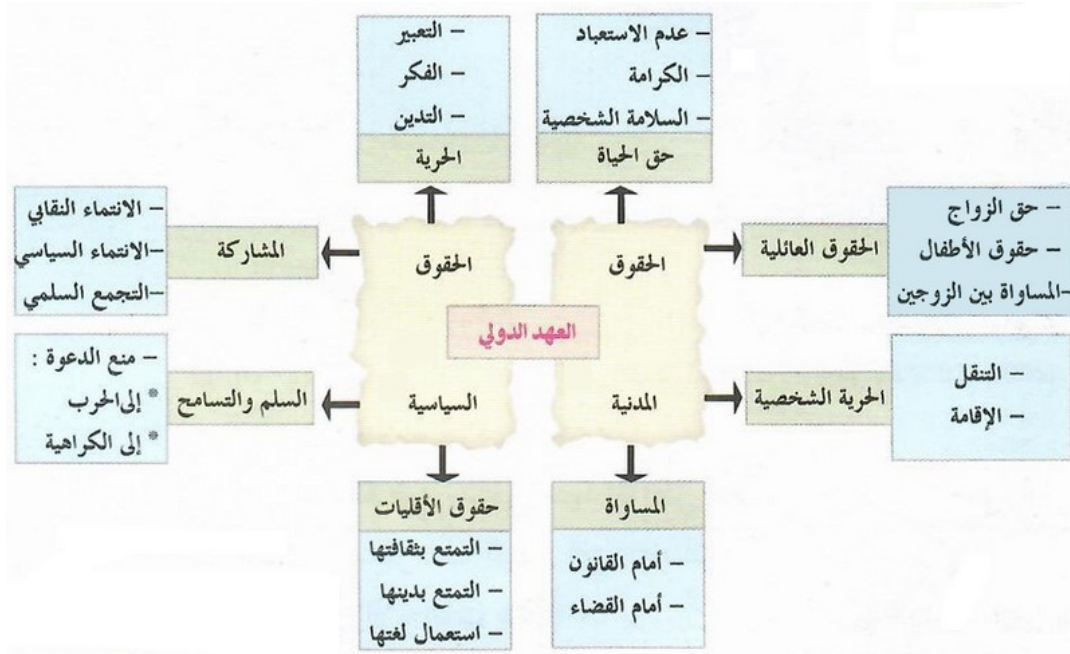 – عدم الاستعباد
– الكرامة
– السلامة الشخصية
حق الحياة
– التعبير
– الفكر
– التدين
الحرية
– حق الزواج
– حقوق الأطفال
–المساواة بين الزوجين
الحقوق العائلية
الحقوق
الحقوق
المشاركة
– الانتماء النقابي
–الانتماء السياسي
–التجمع السلمي
العهد الدولي
– التنقل
– الإقامة
الحرية الشخصية
المدنية
السياسية
السلم والتسامح
– منع الدعوة :
* إلى الحرب
* إلى الكراهية
المساواة
– أمام القانون
– أمام القضاء
حقوق الأقليات
– التمتع بثقافتها
– التمتع بدينها
– استعمال لغتها